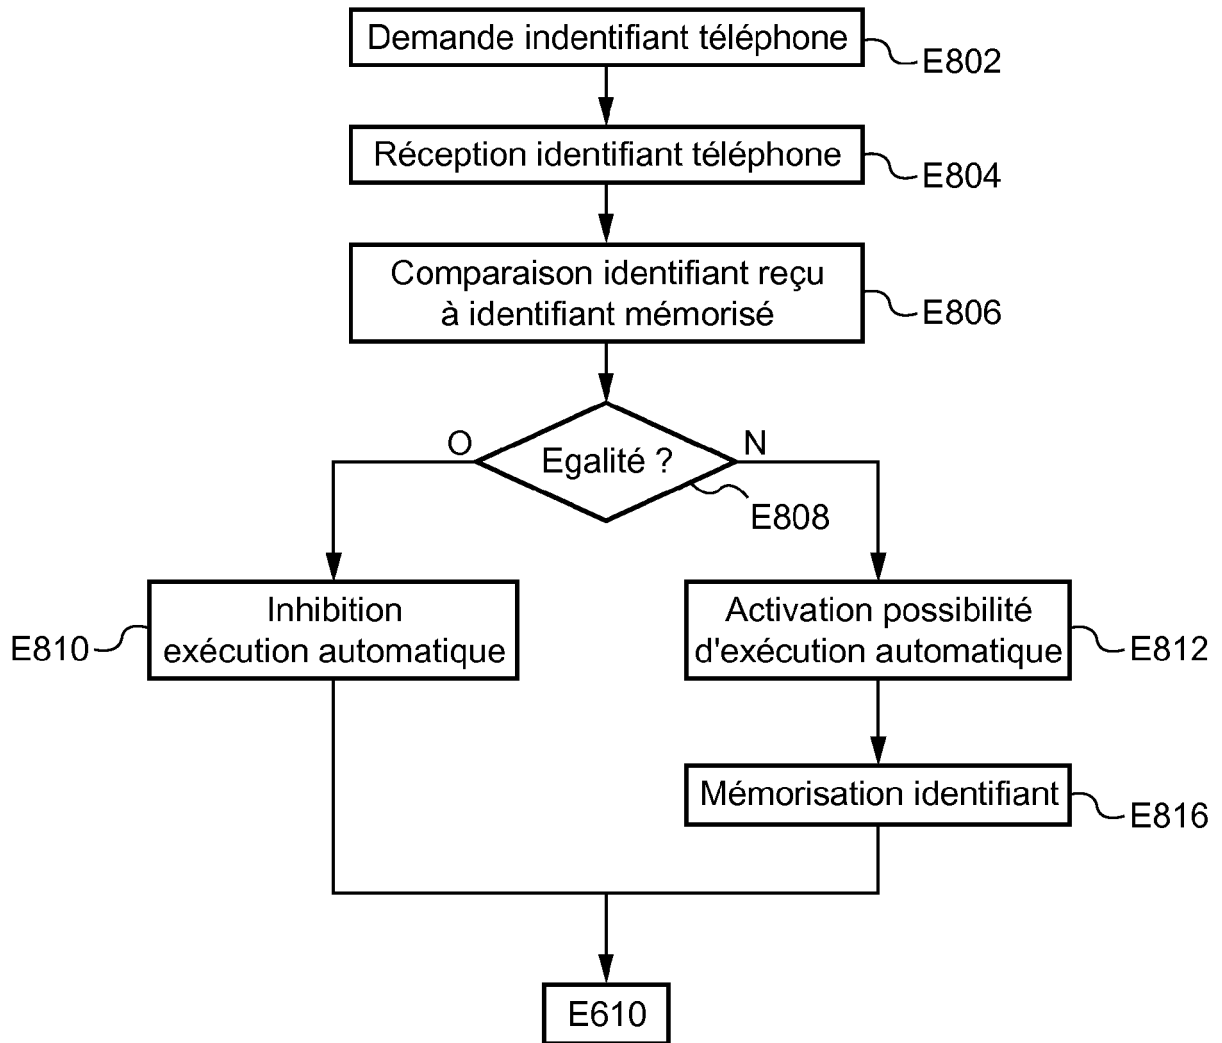 Demande indentifiant téléphone
E802
Réception identifiant téléphone
E804
Comparaison identifiant reçu
à identifiant mémorisé
E806
O
N
Egalité ?
E808
Inhibition
exécution automatique
E810
Activation possibilité
d'exécution automatique
E812
Mémorisation identifiant
E816
E610